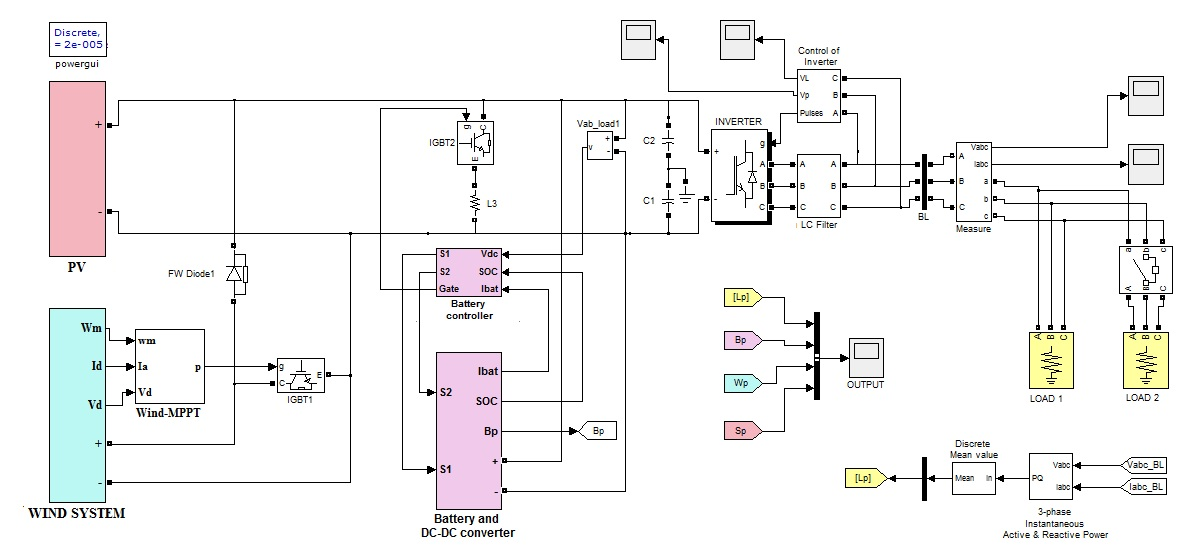 Discrete,
= 2e-005
powergui
+
-
PV
Wm
Id
Vd
+
-
WIND SYSTEM
wm
Ia
Vd
p
Wind-MPPT
FW Diode1
g
C
E
IGBT1
g
C
E
IGBT2
L3
S1
S2
Gate
Vdc
SOC
Ibat
Battery
controller
S2
S1
Ibat
SOC
Bp
+
-
Battery and
DC-DC converter
Bp
Vab_load1
v
+
-
C2
C1
INVERTER
+
-
g
A
B
C
Control of
Inverter
VL
Vp
Pulses
C
B
A
A
B
C
A
B
C
LC Filter
BL
A
B
C
Vabc
Iabc
a
b
c
Measure
a
b
c
A
B
C
A
B
C
LOAD 1
A
B
C
LOAD 2
[Lp]
Bp
Wp
Sp
OUTPUT
[Lp]
Discrete
Mean value
Mean
In
PQ
Vabc
Iabc
3-phase
Instantaneous
Active & Reactive Power
Vabc_BL
Iabc_BL